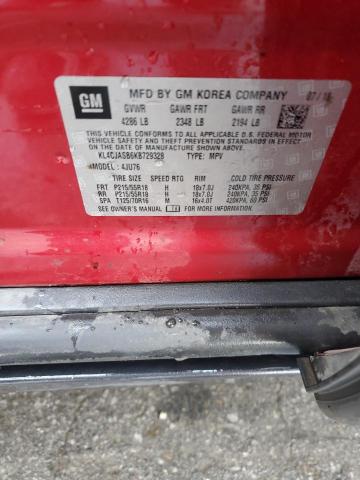 GM
MFD BY GM KOREA COMPANY 07/18
GVWR GAWR FRT GAWR RR
4286 LB 2348 LB 2194 LB
THIS VEHICLE CONFORMS TO ALL APPLICABLE
U.S. FEDERAL MOTOR VEHICLE SAFETY, BUMPER, AND
THEFT PREVENTION STANDARDS IN EFFECT ON THE
DATE OF MANUFACTURE SHOWN ABOVE.
KL4CJASB6KB729328 TYPE: MPV
MODEL: 4JU76
TIRE SIZE SPEED RTG RIM COLD TIRE PRESSURE
FRT P215/55R18 H 18x7.0J 240KPA, 35 PSI
RR P215/55R18 H 18x7.0J 240KPA, 35 PSI
SPA T125/70R16 M 16x4.0T 420KPA, 60 PSI
SEE OWNER'S MANUAL FOR ADDITIONAL INFORMATION